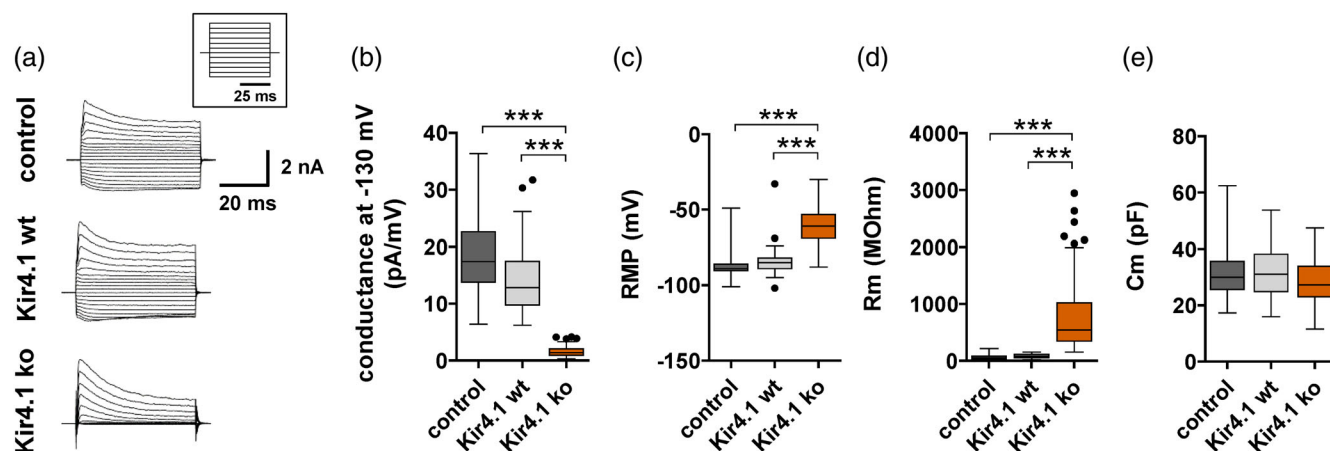 (a)
25 ms
control
2 nA
20 ms
Kir4.1 wt
Kir4.1 ko
(b)
conductance at -130 mV
(pA/mV)
40
30
20
10
0
***
***
control
Kir4.1 wt
Kir4.1 ko
(c)
RMP (mV)
-0
-50
-100
-150
***
***
control
Kir4.1 wt
Kir4.1 ko
(d)
Rm (MOhm)
4000
3000
2000
1000
0
***
***
control
Kir4.1 wt
Kir4.1 ko
(e)
Cm (pF)
80
60
40
20
0
control
Kir4.1 wt
Kir4.1 ko